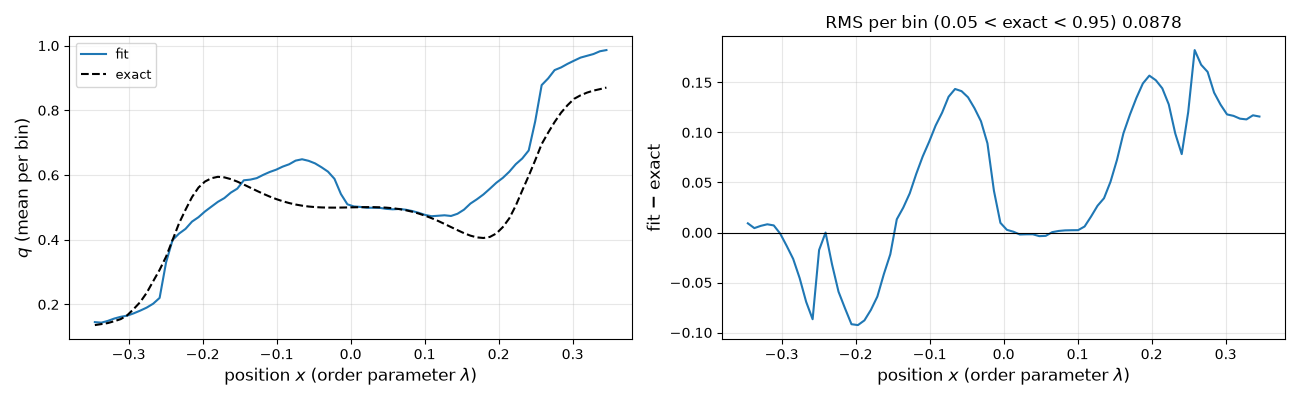 1.0
0.8
0.6
0.4
0.2
q (mean per bin)
fit
exact
−0.3 −0.2 −0.1 0.0 0.1 0.2 0.3
position x (order parameter λ)
RMS per bin (0.05 < exact < 0.95) 0.0878
0.15
0.10
0.05
0.00
−0.05
−0.10
fit − exact
−0.3 −0.2 −0.1 0.0 0.1 0.2 0.3
position x (order parameter λ)